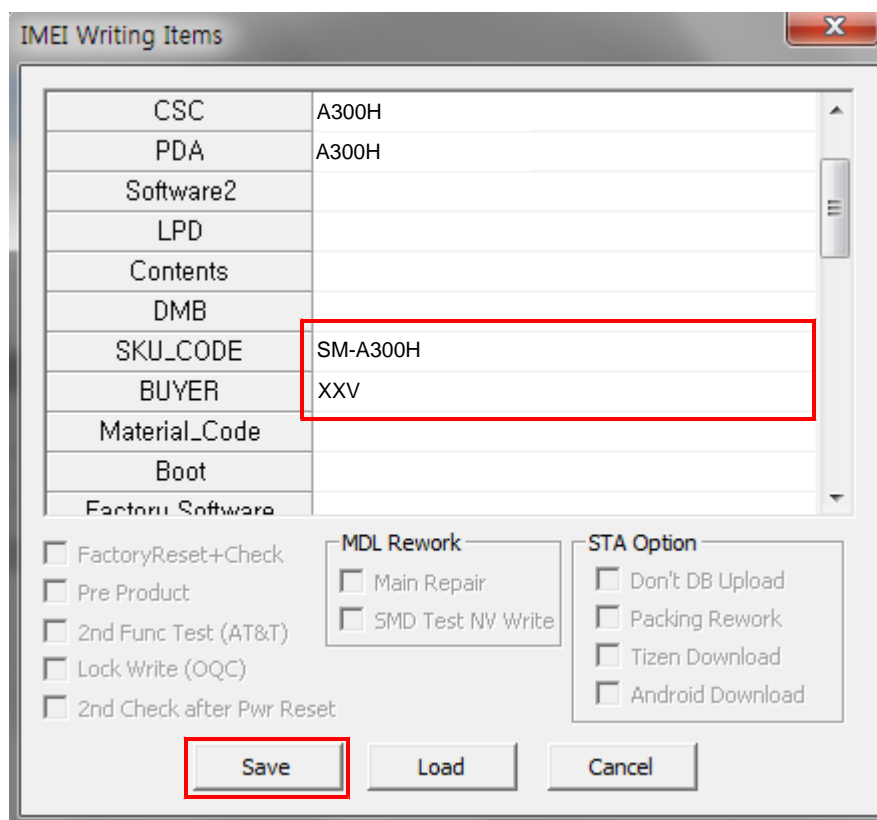 IMEI Writing Items
CSC A300H
PDA A300H
Software2
LPD
Contents
DMB
SKU_CODE SM-A300H
BUYER XXV
Material_Code
Boot
Factory Software
FactoryReset+Check
Pre Product
2nd Func Test (AT&T)
Lock Write (OQC)
2nd Check after Pwr Reset
MDL Rework
Main Repair
SMD Test NV Write
STA Option
Don't DB Upload
Packing Rework
Tizen Download
Android Download
Save Load Cancel